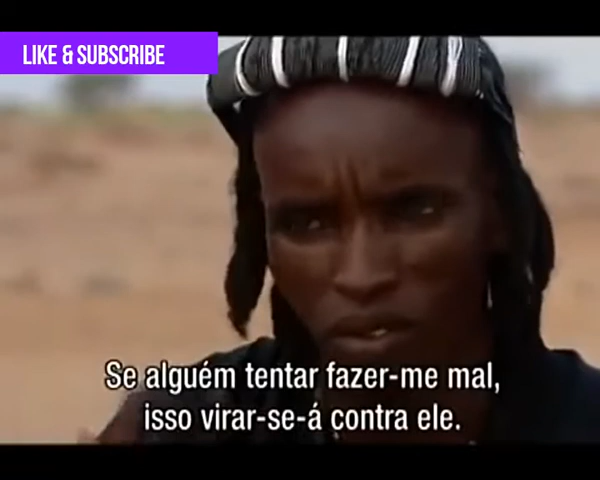 LIKE & SUBSCRIBE
Se alguém tentar fazer-me mal,
isso virar-se-á contra ele.